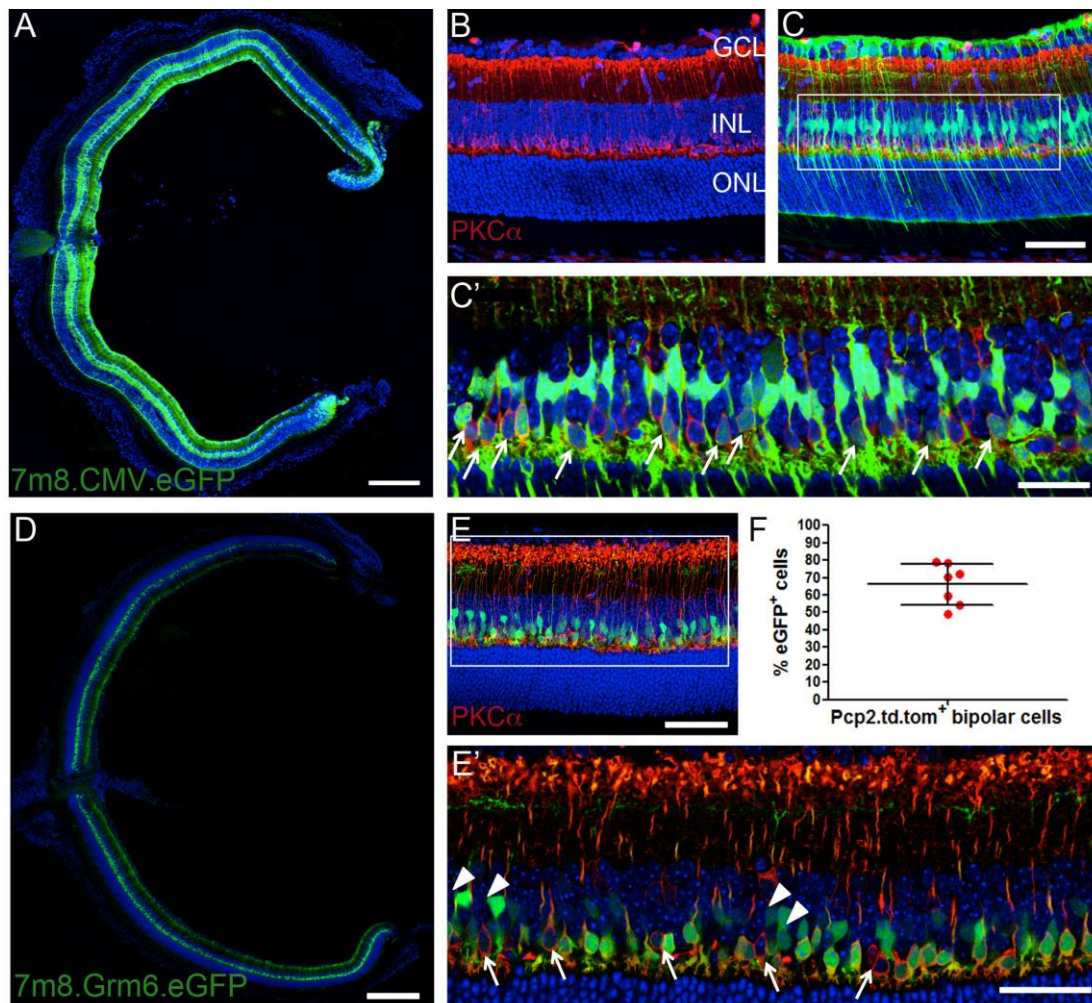 A
7m8.CMV.eGFP
B
GCL
INL
ONL
PKCα
C
C'
D
7m8.Grm6.eGFP
E
PKCα
F
% eGFP+ cells
100
90
80
70
60
50
40
30
20
10
0
Pcp2.td.tom+ bipolar cells
E'